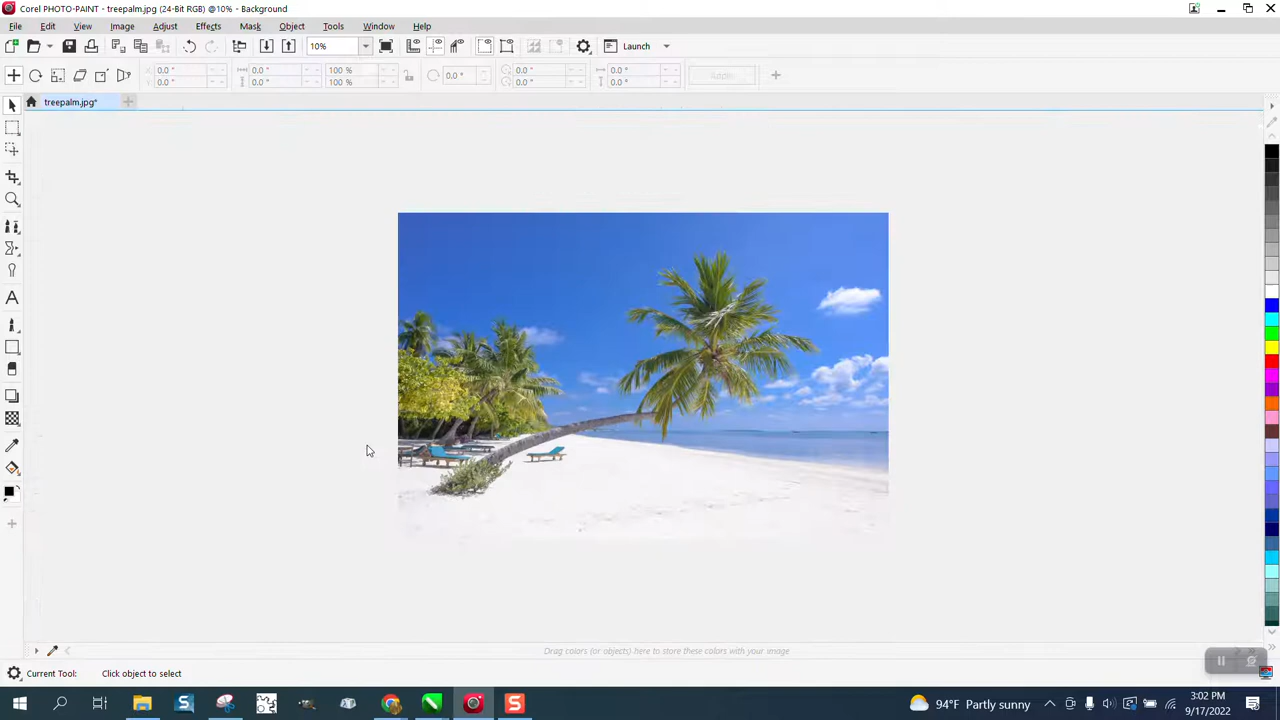 Corel PHOTO-PAINT - treepalm.jpg (24-Bit RGB) @10% - Background
File Edit View Image Adjust Effects Mask Object Tools Window Help
10% Launch
X 0.0 " 0.0 " 100 % 0.0 ° 0.0 " 0.0 " Apply
Y 0.0 " 0.0 " 100 % 0.0 " 0.0 "
treepalm.jpg*
Drag colors (or objects) here to store these colors with your image
Current Tool: Click object to select
94°F Partly sunny 3:02 PM
9/17/2022